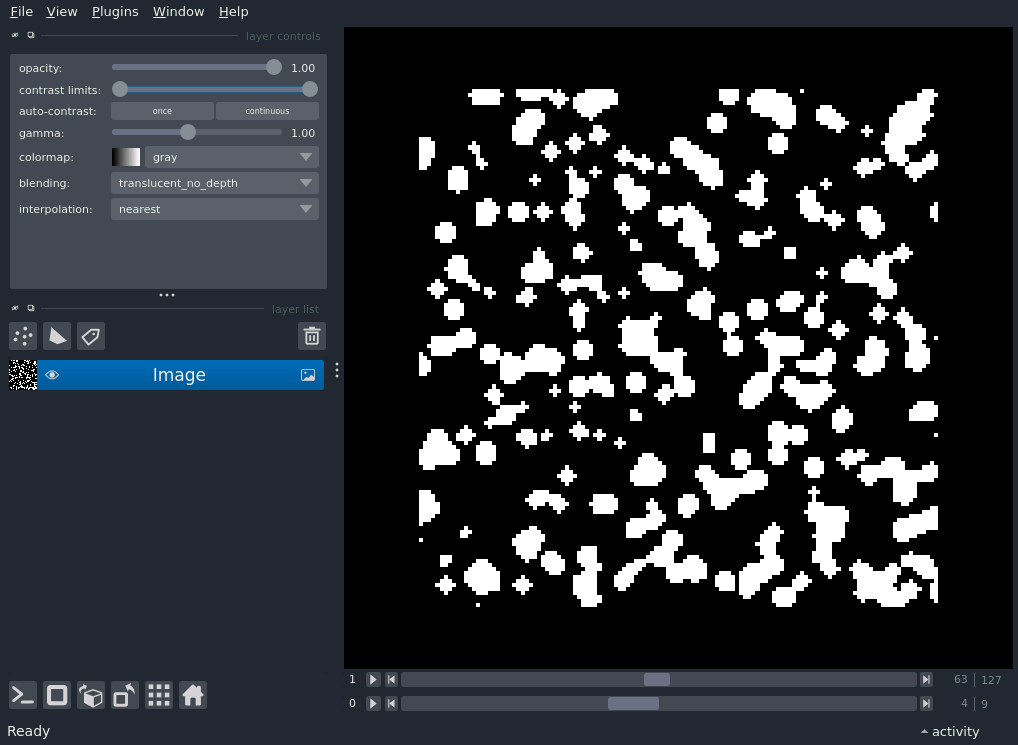 File View Plugins Window Help
layer controls
opacity: 1.00
contrast limits:
auto-contrast: once continuous
gamma: 1.00
colormap: gray
blending: translucent_no_depth
interpolation: nearest
layer list
Image
1 63 127
0 4 9
Ready activity